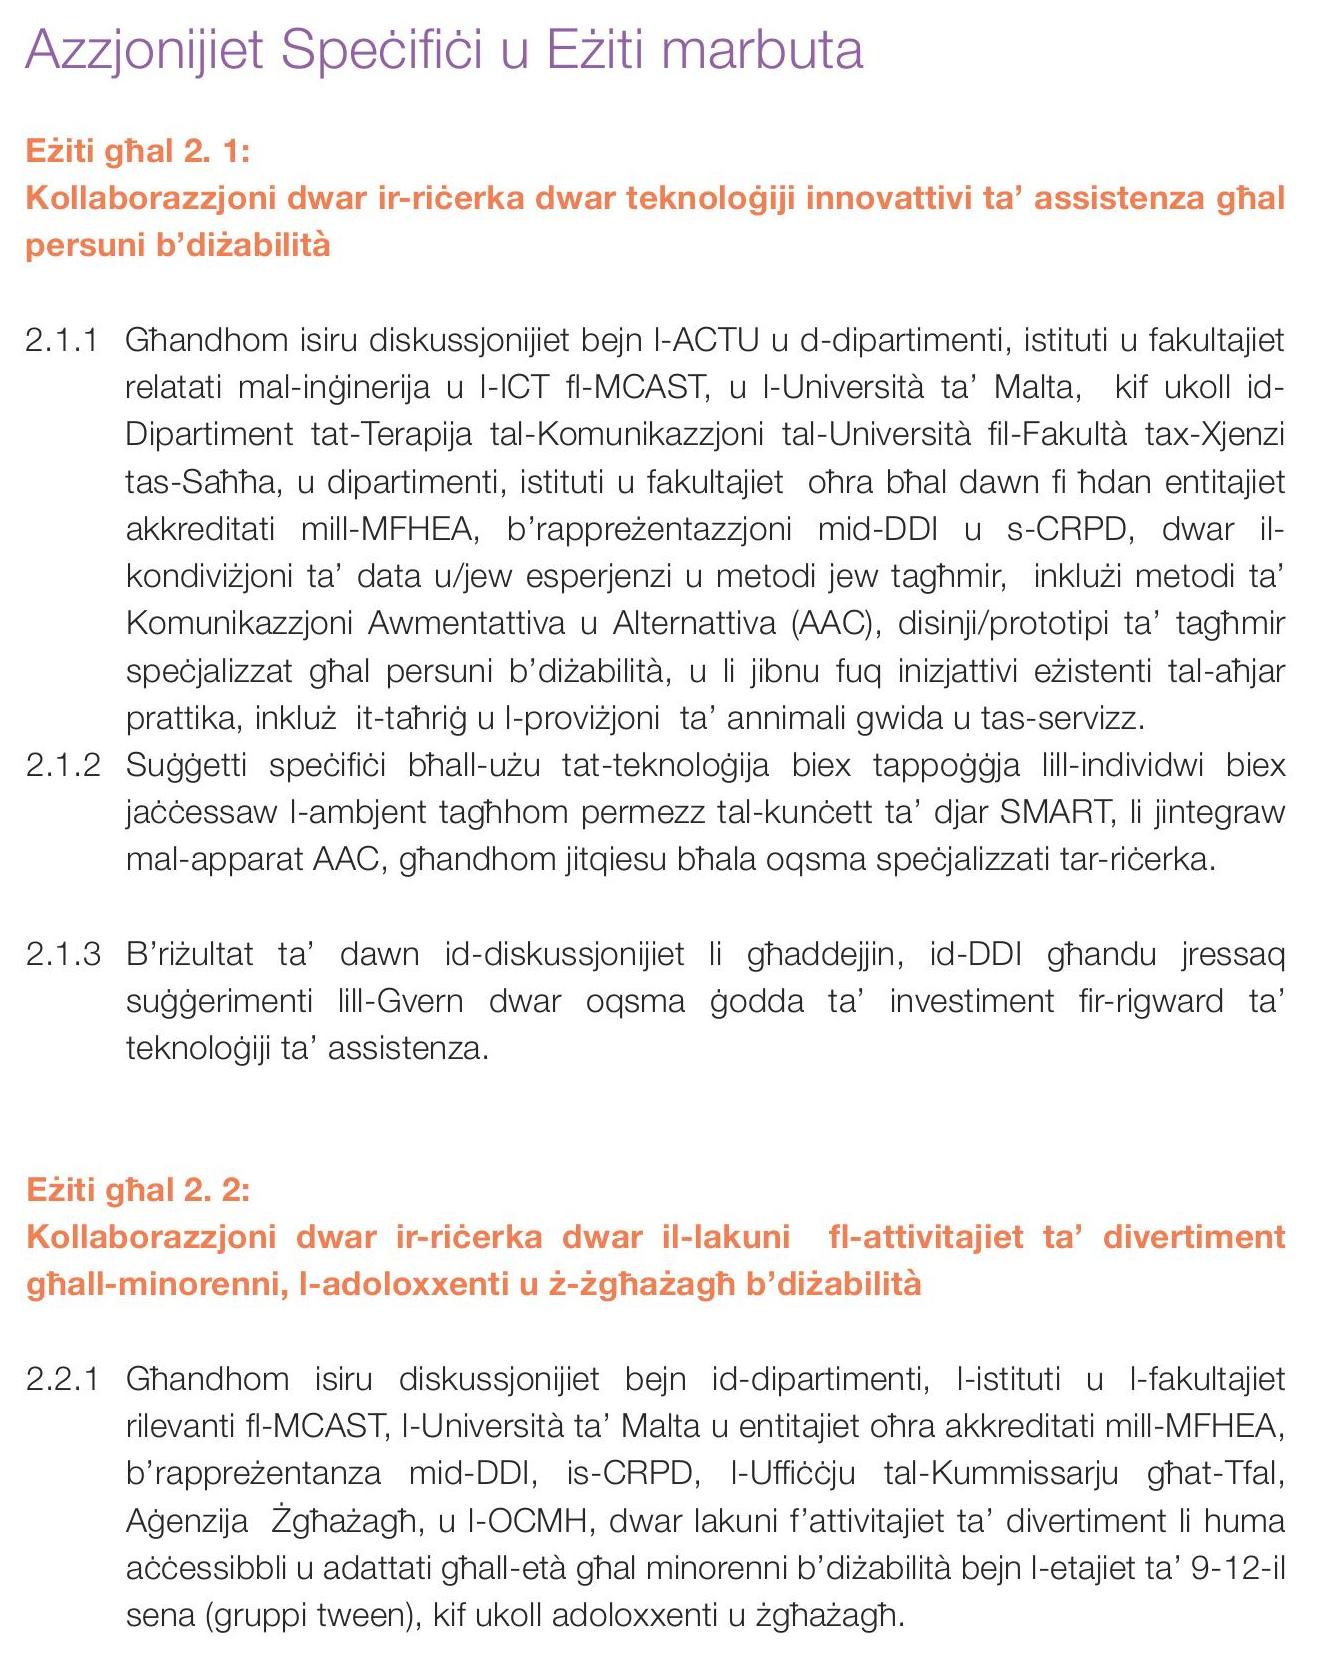 Azzjonijiet Speċifiċi u Eżiti marbuta
Eżiti għal 2. 1:
Kollaborazzjoni dwar ir-riċerka dwar teknoloġiji innovattivi ta’ assistenza għal
persuni b’diżabilità
2.1.1 Għandhom isiru diskussjonijiet bejn l-ACTU u d-dipartimenti, istituti u fakultajiet
relatati mal-inġinerija u l-ICT fl-MCAST, u l-Università ta’ Malta, kif ukoll id-
Dipartiment tat-Terapija tal-Komunikazzjoni tal-Università fil-Fakultà tax-Xjenzi
tas-Saħħa, u dipartimenti, istituti u fakultajiet oħra bħal dawn fi ħdan entitajiet
akkreditati mill-MFHEA, b’rappreżentazzjoni mid-DDI u s-CRPD, dwar il-
kondiviżjoni ta’ data u/jew esperjenzi u metodi jew tagħmir, inklużi metodi ta’
Komunikazzjoni Awmentattiva u Alternattiva (AAC), disinji/prototipi ta’ tagħmir
speċjalizzat għal persuni b’diżabilità, u li jibnu fuq inizjattivi eżistenti tal-aħjar
prattika, inkluż it-taħriġ u l-proviżjoni ta’ annimali gwida u tas-servizz.
2.1.2 Suġġetti speċifiċi bħall-użu tat-teknoloġija biex tappoġġja lill-individwi biex
jaċċessaw l-ambjent tagħhom permezz tal-kunċett ta’ djar SMART, li jintegraw
mal-apparat AAC, għandhom jitqiesu bħala oqsma speċjalizzati tar-riċerka.
2.1.3 B’riżultat ta’ dawn id-diskussjonijiet li għaddejjin, id-DDI għandu jressaq
suġġerimenti lill-Gvern dwar oqsma ġodda ta’ investiment fir-rigward ta’
teknoloġiji ta’ assistenza.
Eżiti għal 2. 2:
Kollaborazzjoni dwar ir-riċerka dwar il-lakuni fl-attivitajiet ta’ divertiment
għall-minorenni, l-adoloxxenti u ż-żgħażagħ b’diżabilità
2.2.1 Għandhom isiru diskussjonijiet bejn id-dipartimenti, l-istituti u l-fakultajiet
rilevanti fl-MCAST, l-Università ta’ Malta u entitajiet oħra akkreditati mill-MFHEA,
b’rappreżentanza mid-DDI, is-CRPD, l-Uffiċċju tal-Kummissarju għat-Tfal,
Aġenzija Żgħażagħ, u l-OCMH, dwar lakuni f’attivitajiet ta’ divertiment li huma
aċċessibbli u adattati għall-età għal minorenni b’diżabilità bejn l-etajiet ta’ 9-12-il
sena (gruppi tween), kif ukoll adoloxxenti u żgħażagħ.